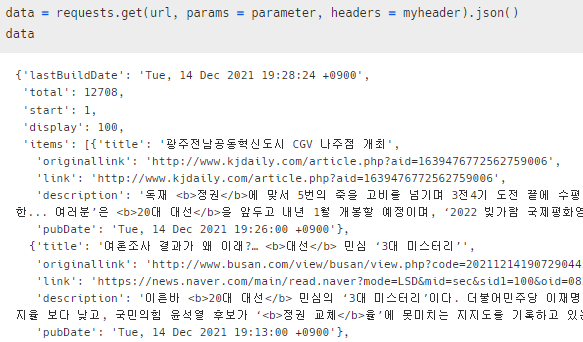 data = requests.get(url, params = parameter, headers = myheader).json()
data
{'lastBuildDate': 'Tue, 14 Dec 2021 19:28:24 +0900',
'total': 12708,
'start': 1,
'display': 100,
'items': [{'title': '광주전남공동혁신도시 CGV 나주점 개최',
'originallink': 'http://www.kjdaily.com/article.php?aid=1639476772562759006',
'link': 'http://www.kjdaily.com/article.php?aid=1639476772562759006',
'description': '독재 <b>정권</b>에 맞서 5번의 죽을 고비를 넘기며 3전4기 도전 끝에 수평
한... 여러분’은 <b>20대 대선</b>을 앞두고 내년 1월 개봉할 예정이며, ‘2022 빛가람 국제평화영
'pubDate': 'Tue, 14 Dec 2021 19:26:00 +0900'},
{'title': '여론조사 결과가 왜 이래?… <b>대선</b> 민심 ‘3대 미스터리’',
'originallink': 'http://www.busan.com/view/busan/view.php?code=20211214190729044
'link': 'https://news.naver.com/main/read.naver?mode=LSD&mid=sec&sid1=100&oid=08
'description': '이른바 <b>20대 대선</b> 민심의 ‘3대 미스터리’이다. 더불어민주당 이재명
지율 보다 낮고, 국민의힘 윤석열 후보가 ‘<b>정권 교체</b>율’에 못미치는 지지도를 기록하고 있는
'pubDate': 'Tue, 14 Dec 2021 19:13:00 +0900'},